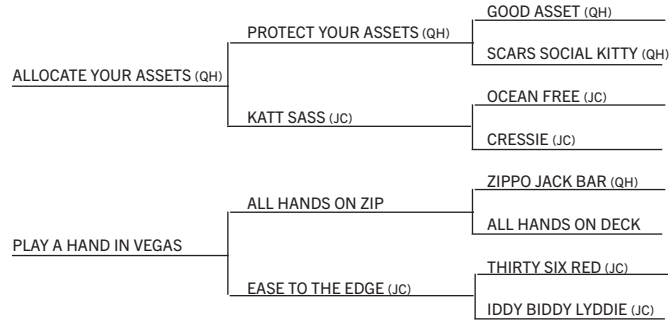 GOOD ASSET (QH)
PROTECT YOUR ASSETS (QH)
SCARS SOCIAL KITTY (QH)
ALLOCATE YOUR ASSETS (QH)
OCEAN FREE (JC)
KATT SASS (JC)
CRESSIE (JC)
ZIPPO JACK BAR (QH)
ALL HANDS ON ZIP
ALL HANDS ON DECK
PLAY A HAND IN VEGAS
THIRTY SIX RED (JC)
EASE TO THE EDGE (JC)
IDDY BIDDY LYDDIE (JC)